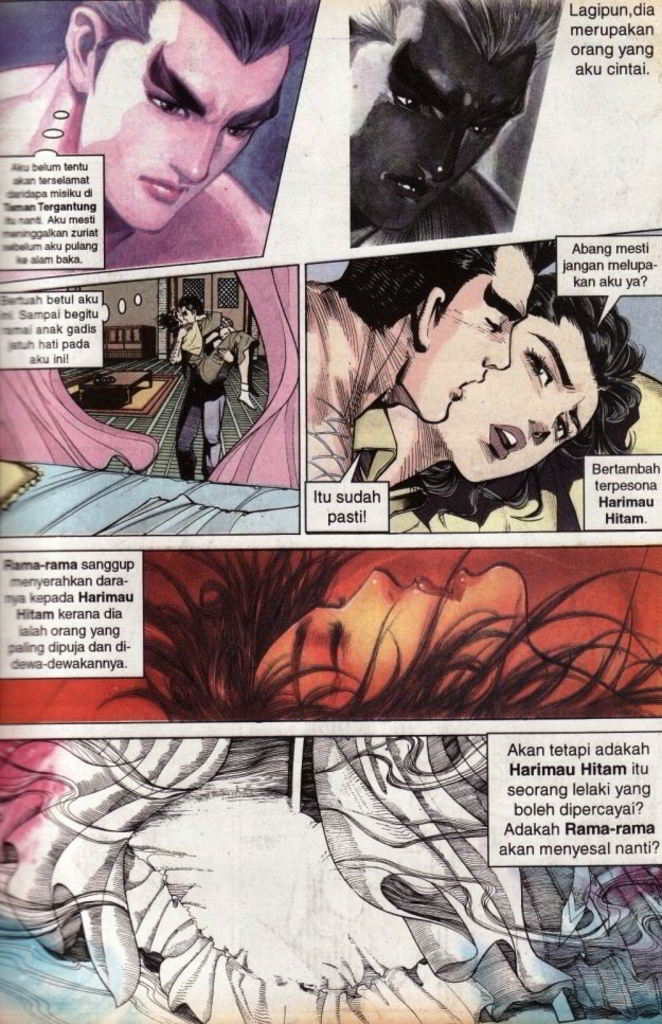 Lagipun,dia
merupakan
orang yang
aku cintai.
Aku belum tentu
akan terselamat
daripada misiku di
Taman Tergantung
itu nanti. Aku mesti
meninggalkan zuriat
sebelum aku pulang
ke alam baka.
Bertuah betul aku
ini. Sampai begitu
ramai anak gadis
jatuh hati pada
aku ini!
Abang mesti
jangan melupa-
kan aku ya?
Itu sudah
pasti!
Bertambah
terpesona
Harimau
Hitam.
Rama-rama sanggup
menyerahkan dara-
nya kepada Harimau
Hitam kerana dia
ialah orang yang
paling dipuja dan di-
dewa-dewakannya.
Akan tetapi adakah
Harimau Hitam itu
seorang lelaki yang
boleh dipercayai?
Adakah Rama-rama
akan menyesal nanti?